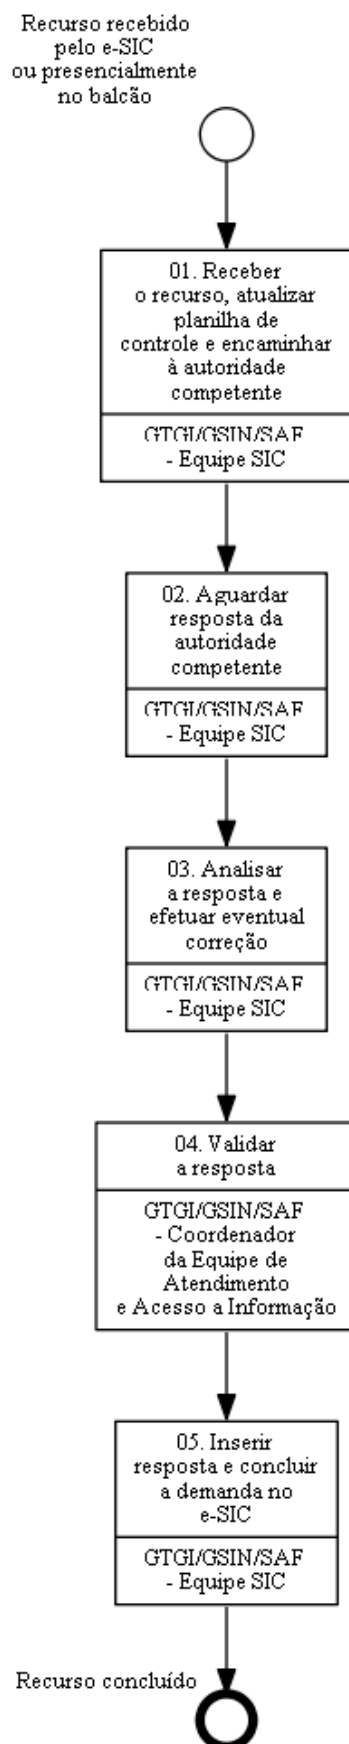 Recurso recebido
pelo e-SIC
ou presencialmente
no balcão
01. Receber
o recurso, atualizar
planilha de
controle e encaminhar
à autoridade
competente
GTGI/GSIN/SAF
- Equipe SIC
02. Aguardar
resposta da
autoridade
competente
GTGI/GSIN/SAF
- Equipe SIC
03. Analisar
a resposta e
efetuar eventual
correção
GTGI/GSIN/SAF
- Equipe SIC
04. Validar
a resposta
GTGI/GSIN/SAF
- Coordenador
da Equipe de
Atendimento
e Acesso a Informação
05. Inserir
resposta e concluir
a demanda no
e-SIC
GTGI/GSIN/SAF
- Equipe SIC
Recurso concluído